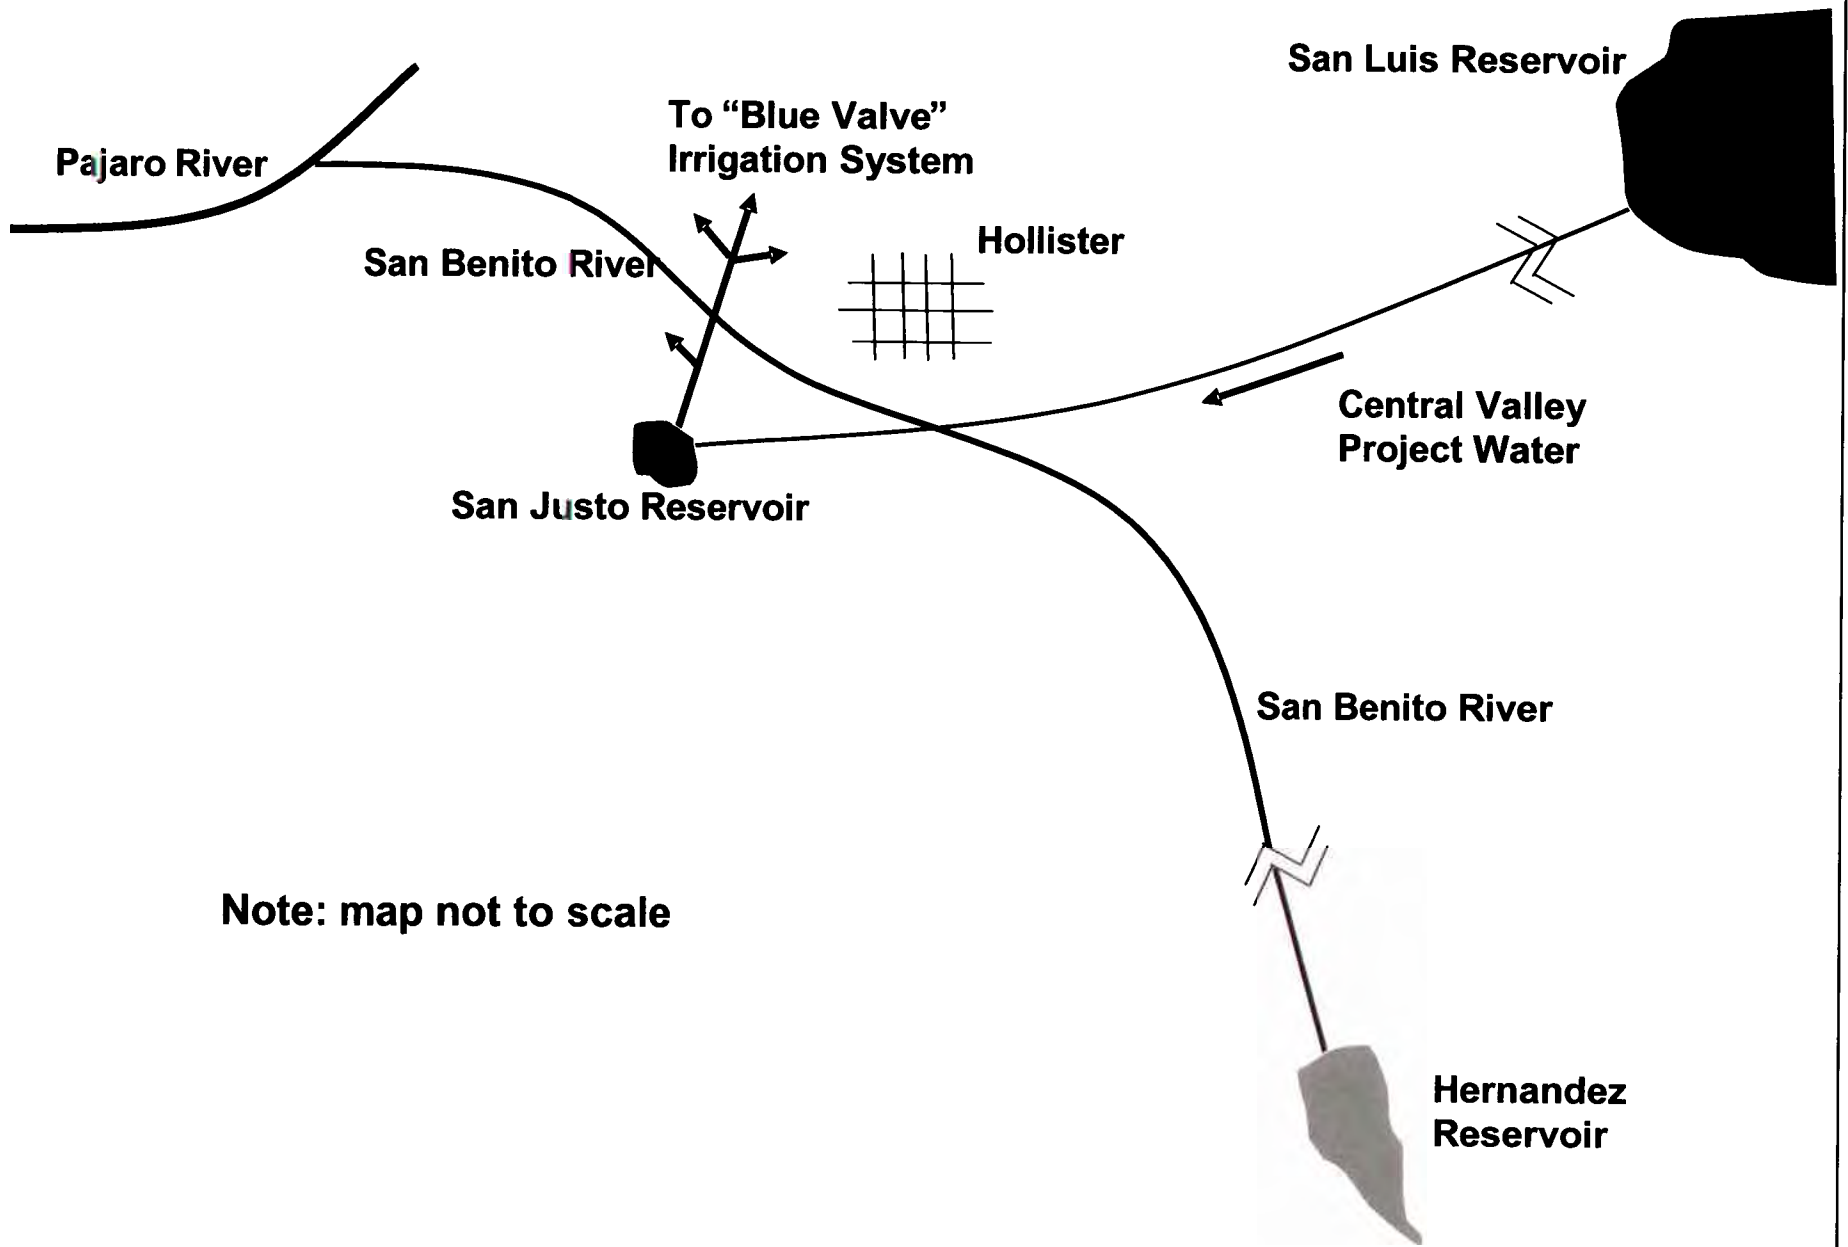 San Luis Reservoir
To “Blue Valve”
Irrigation System
Pajaro River
Hollister
San Benito River
Central Valley
Project Water
San Justo Reservoir
San Benito River
Note: map not to scale
Hernandez
Reservoir